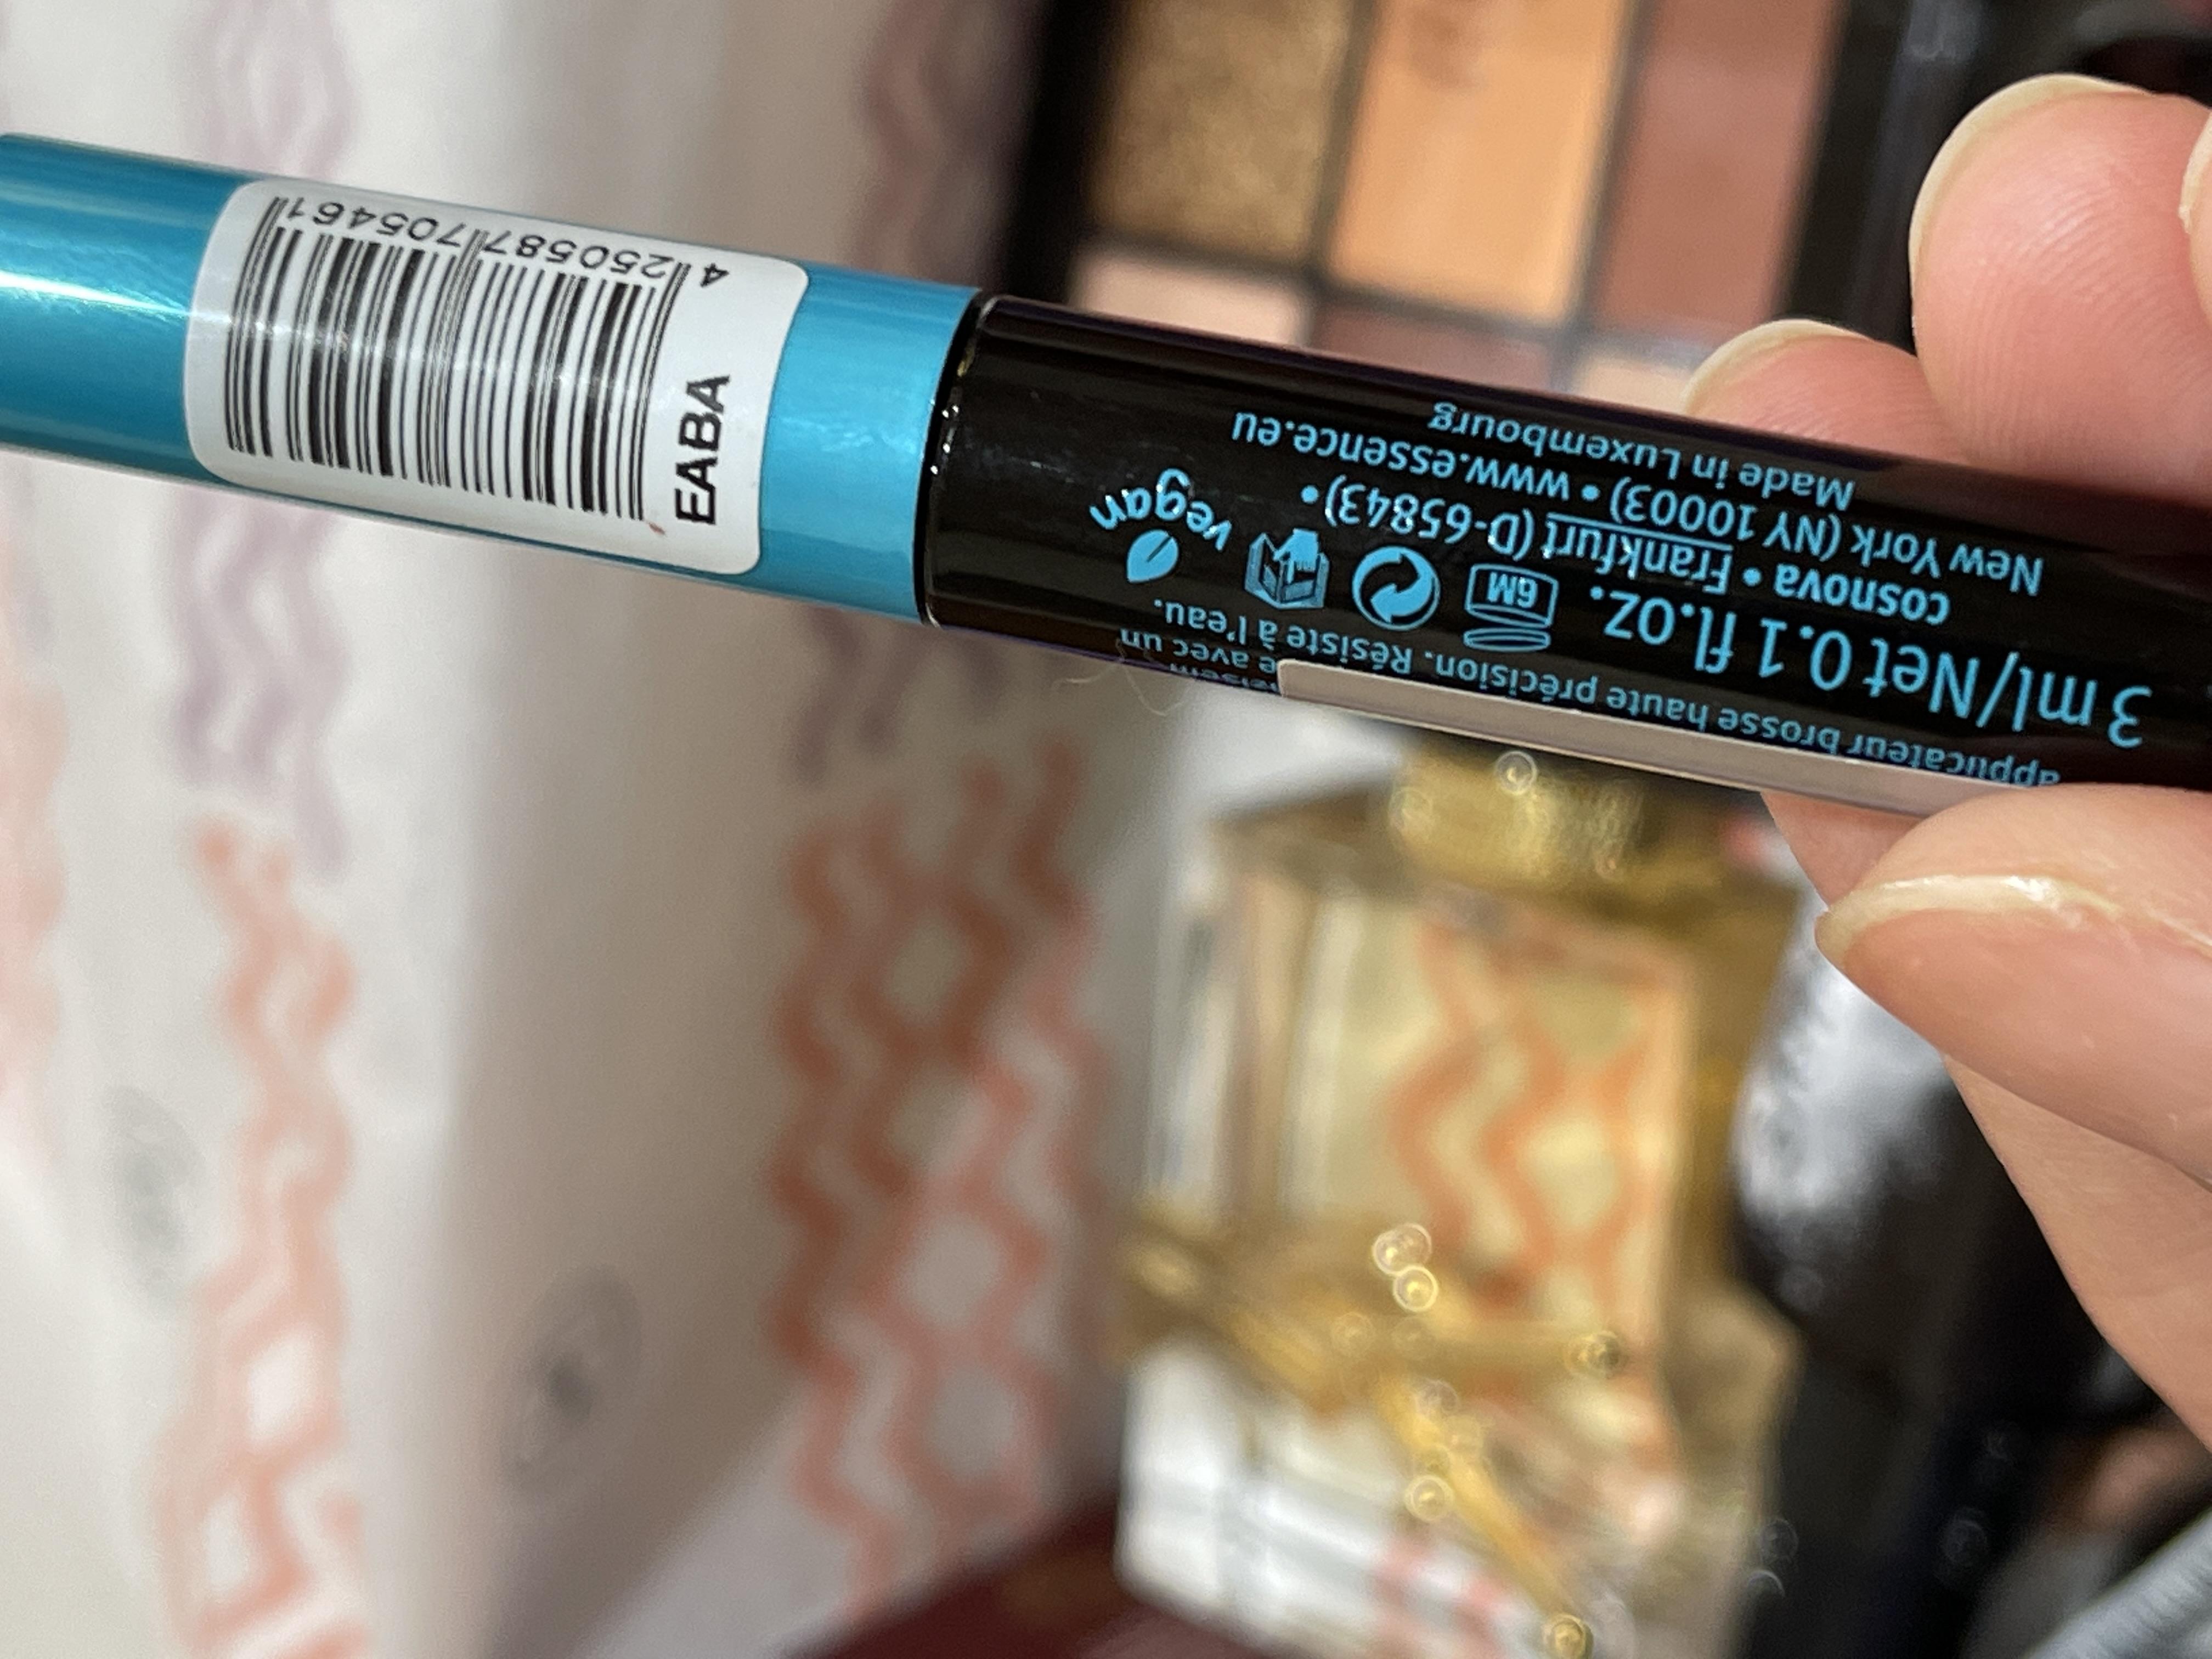 avec un
applicateur brosse haute précision. Résiste à l'eau.
3 ml/Net 0.1 fl.oz.
6M
vegan
cosnova • Frankfurt (D-65843) •
New York (NY 10003) • www.essence.eu
Made in Luxembourg
EABA
4 250587 705461